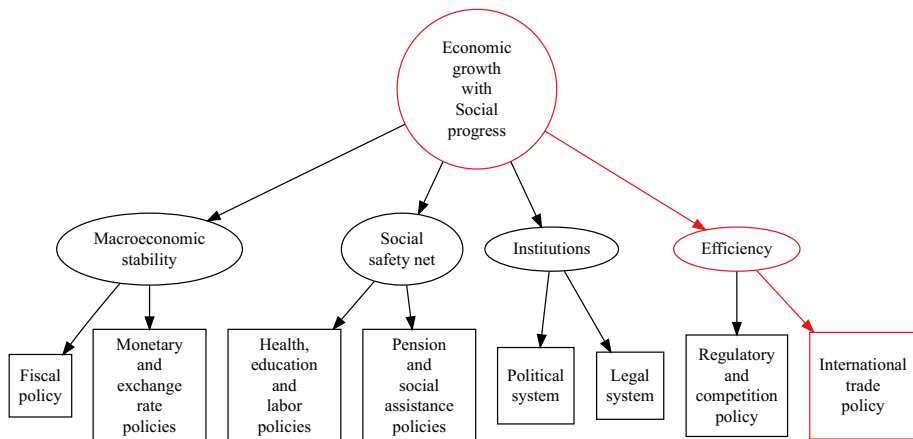 Economic
growth
with
Social
progress
Macroeconomic
stability
Social
safety net
Institutions
Efficiency
Fiscal
policy
Monetary
and
exchange
rate
policies
Health,
education
and
labor
policies
Pension
and
social
assistance
policies
Political
system
Legal
system
Regulatory
and
competition
policy
International
trade
policy